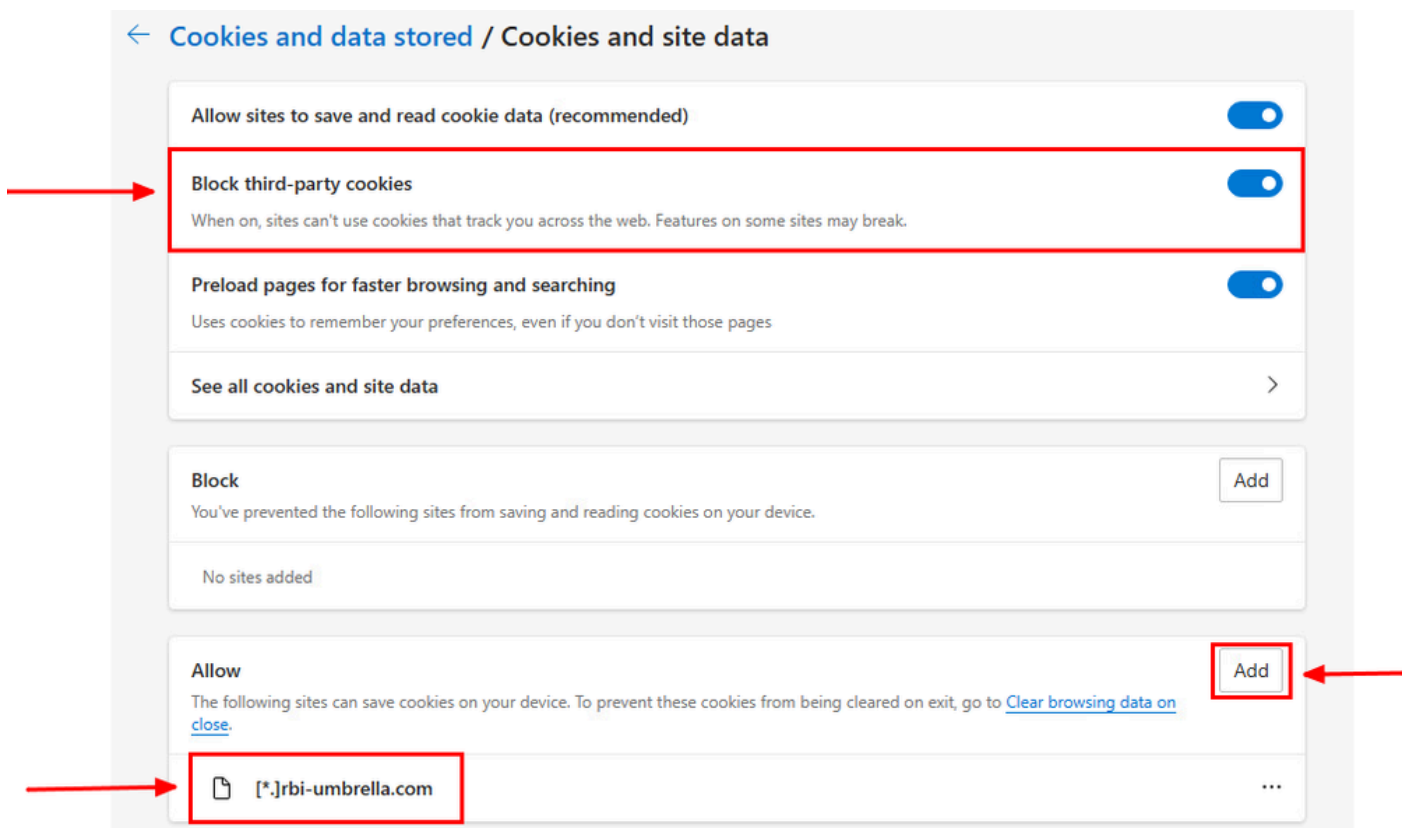 Cookies and data stored / Cookies and site data
Allow sites to save and read cookie data (recommended)
Block third-party cookies
When on, sites can't use cookies that track you across the web. Features on some sites may break.
Preload pages for faster browsing and searching
Uses cookies to remember your preferences, even if you don't visit those pages
See all cookies and site data
Block
Add
You've prevented the following sites from saving and reading cookies on your device.
No sites added
Allow
Add
The following sites can save cookies on your device. To prevent these cookies from being cleared on exit, go to Clear browsing data on
close.
[*.]rbi-umbrella.com